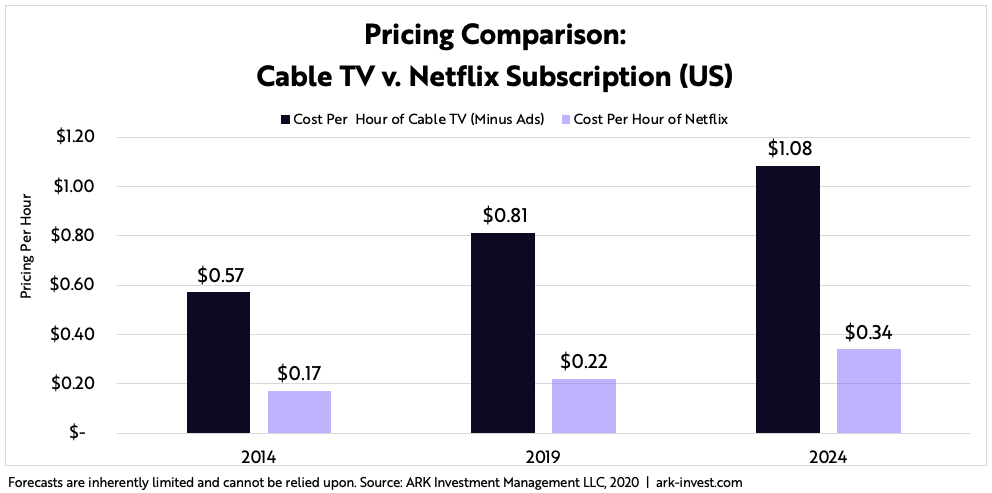 Pricing Comparison:
Cable TV v. Netflix Subscription (US)
Cost Per Hour of Cable TV (Minus Ads) Cost Per Hour of Netflix
Pricing Per Hour
$1.20
$1.00
$0.80
$0.60
$0.40
$0.20
$-
$0.57
$0.17
$0.81
$0.22
$1.08
$0.34
2014 2019 2024
Forecasts are inherently limited and cannot be relied upon. Source: ARK Investment Management LLC, 2020 | ark-invest.com